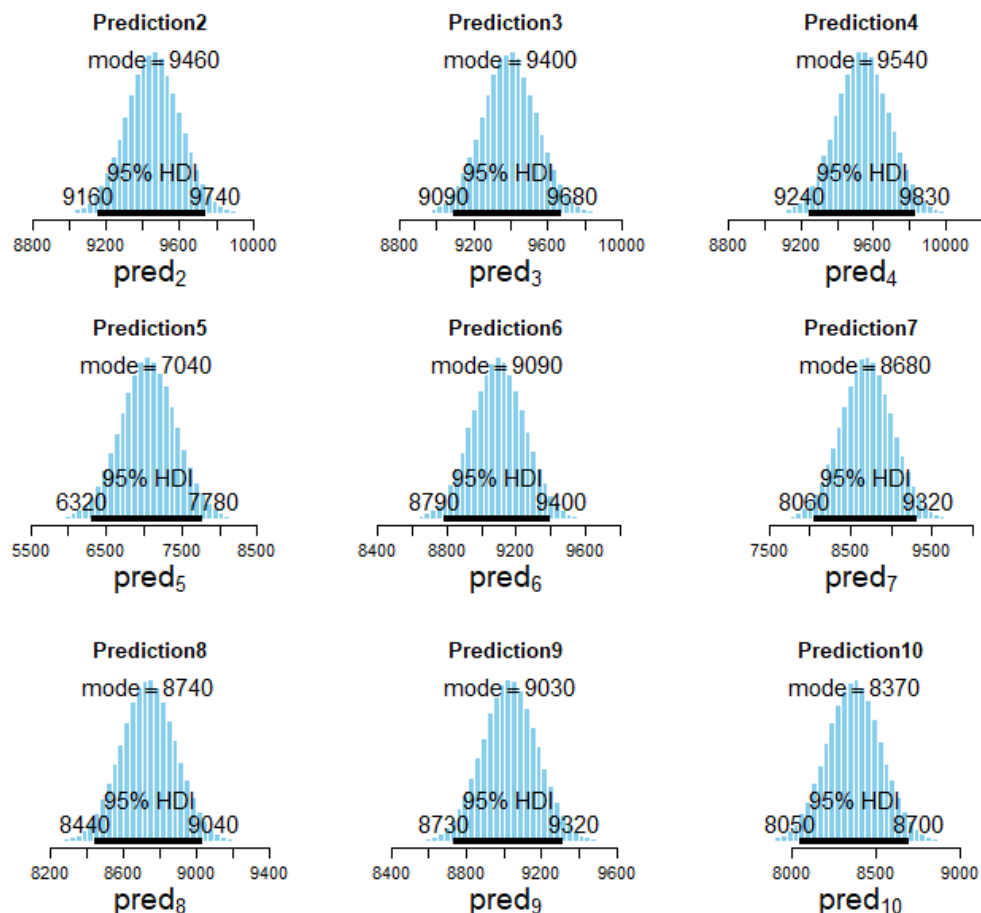 Prediction2
mode = 9460
95% HDI
9160 9740
8800 9200 9600 10000
pred2
Prediction3
mode = 9400
95% HDI
9090 9680
8800 9200 9600 10000
pred3
Prediction4
mode = 9540
95% HDI
9240 9830
8800 9200 9600 10000
pred4
Prediction5
mode = 7040
95% HDI
6320 7780
5500 6500 7500 8500
pred5
Prediction6
mode = 9090
95% HDI
8790 9400
8400 8800 9200 9600
pred6
Prediction7
mode = 8680
95% HDI
8060 9320
7500 8500 9500
pred7
Prediction8
mode = 8740
95% HDI
8440 9040
8200 8600 9000 9400
pred8
Prediction9
mode = 9030
95% HDI
8730 9320
8400 8800 9200 9600
pred9
Prediction10
mode = 8370
95% HDI
8050 8700
8000 8500 9000
pred10